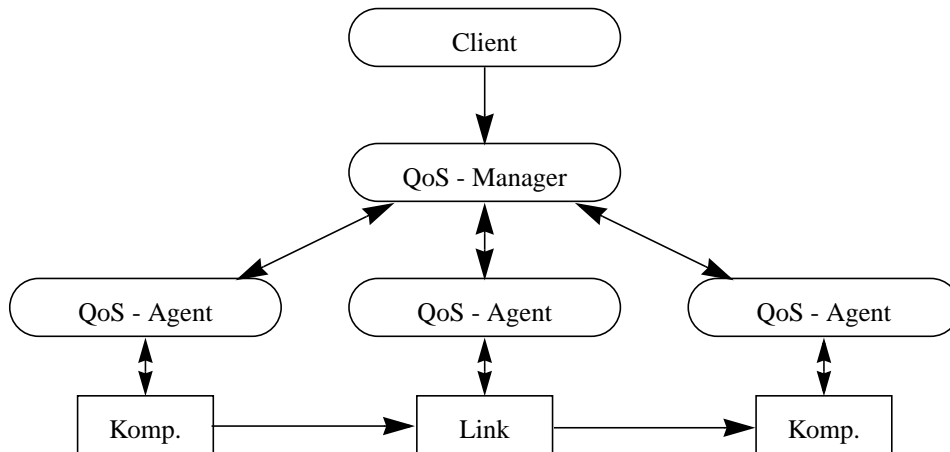 Client
QoS - Manager
QoS - Agent
QoS - Agent
QoS - Agent
Komp.
Link
Komp.